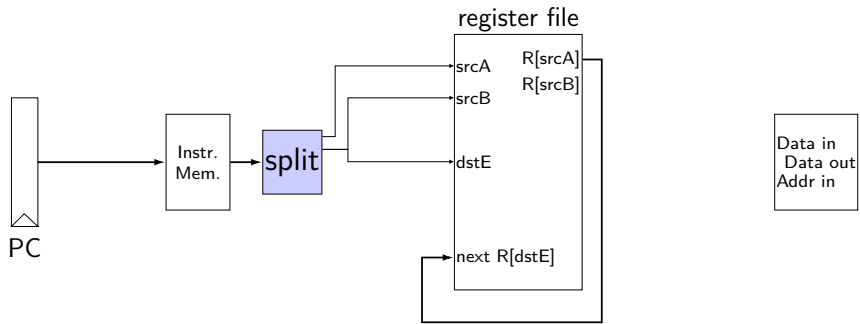 register file
srcA
R[srcA]
srcB
R[srcB]
Instr.
Mem.
split
dstE
Data in
Data out
Addr in
PC
next R[dstE]